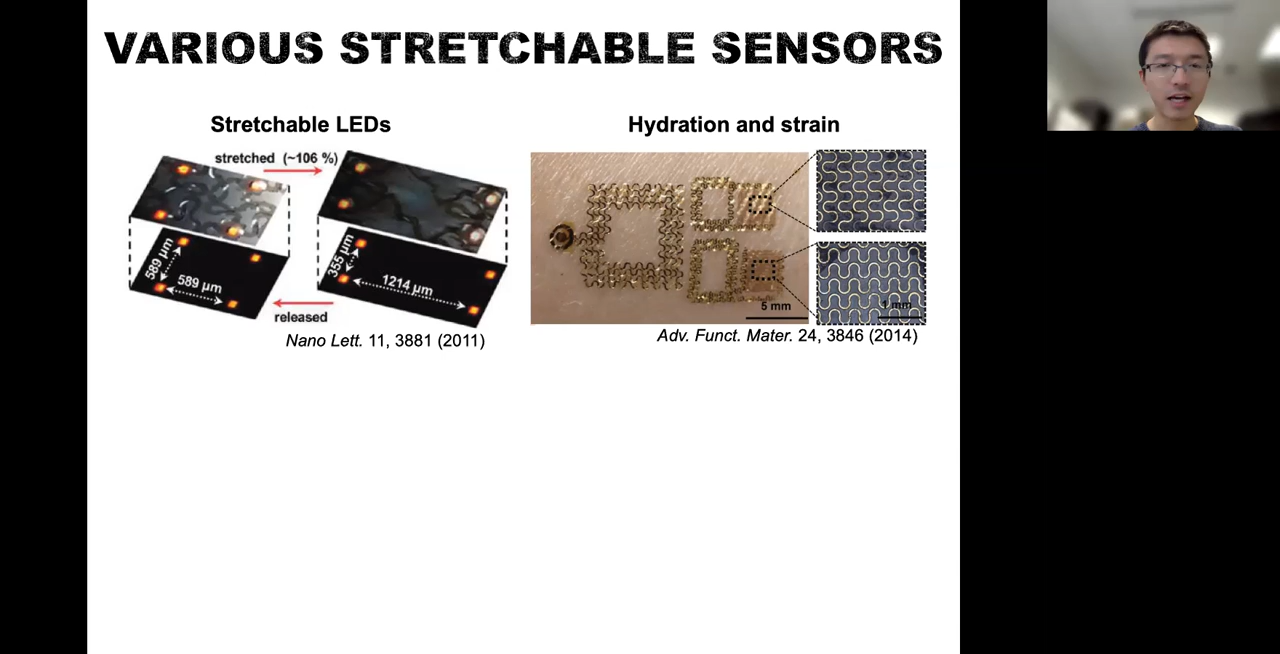 VARIOUS STRETCHABLE SENSORS
Stretchable LEDs
stretched (~106 %)
589 µm
589 µm
355 µm
1214 µm
released
Nano Lett. 11, 3881 (2011)
Hydration and strain
5 mm
1 mm
Adv. Funct. Mater. 24, 3846 (2014)